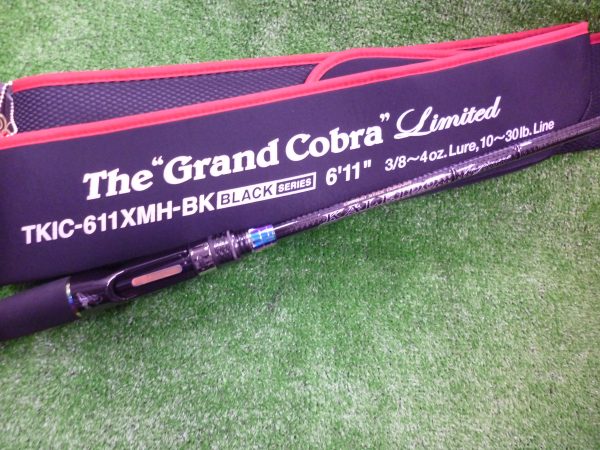 The "Grand Cobra" Limited
TKIC-611XMH-BK BLACK SERIES 6'11" 3/8～4oz. Lure, 10～30lb. Line